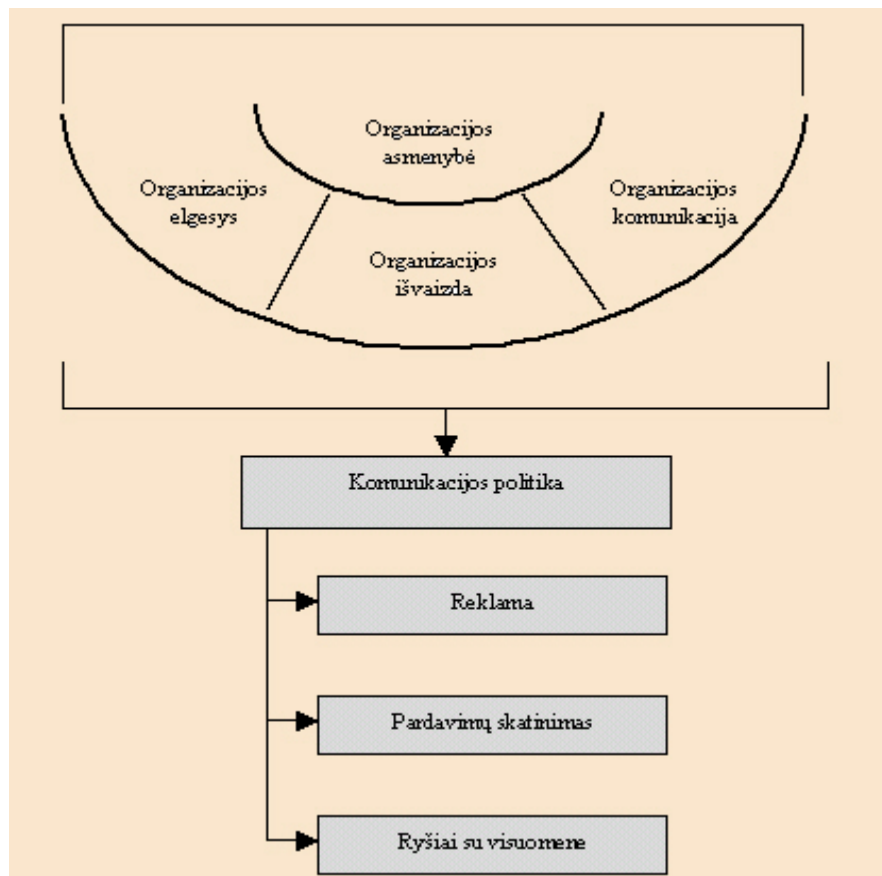 Organizacijos
asmenybė
Organizacijos
elgesys
Organizacijos
komunikacija
Organizacijos
išvaizda
Komunikacijos politika
Reklama
Pardavimų skatinimas
Ryšiai su visuomene